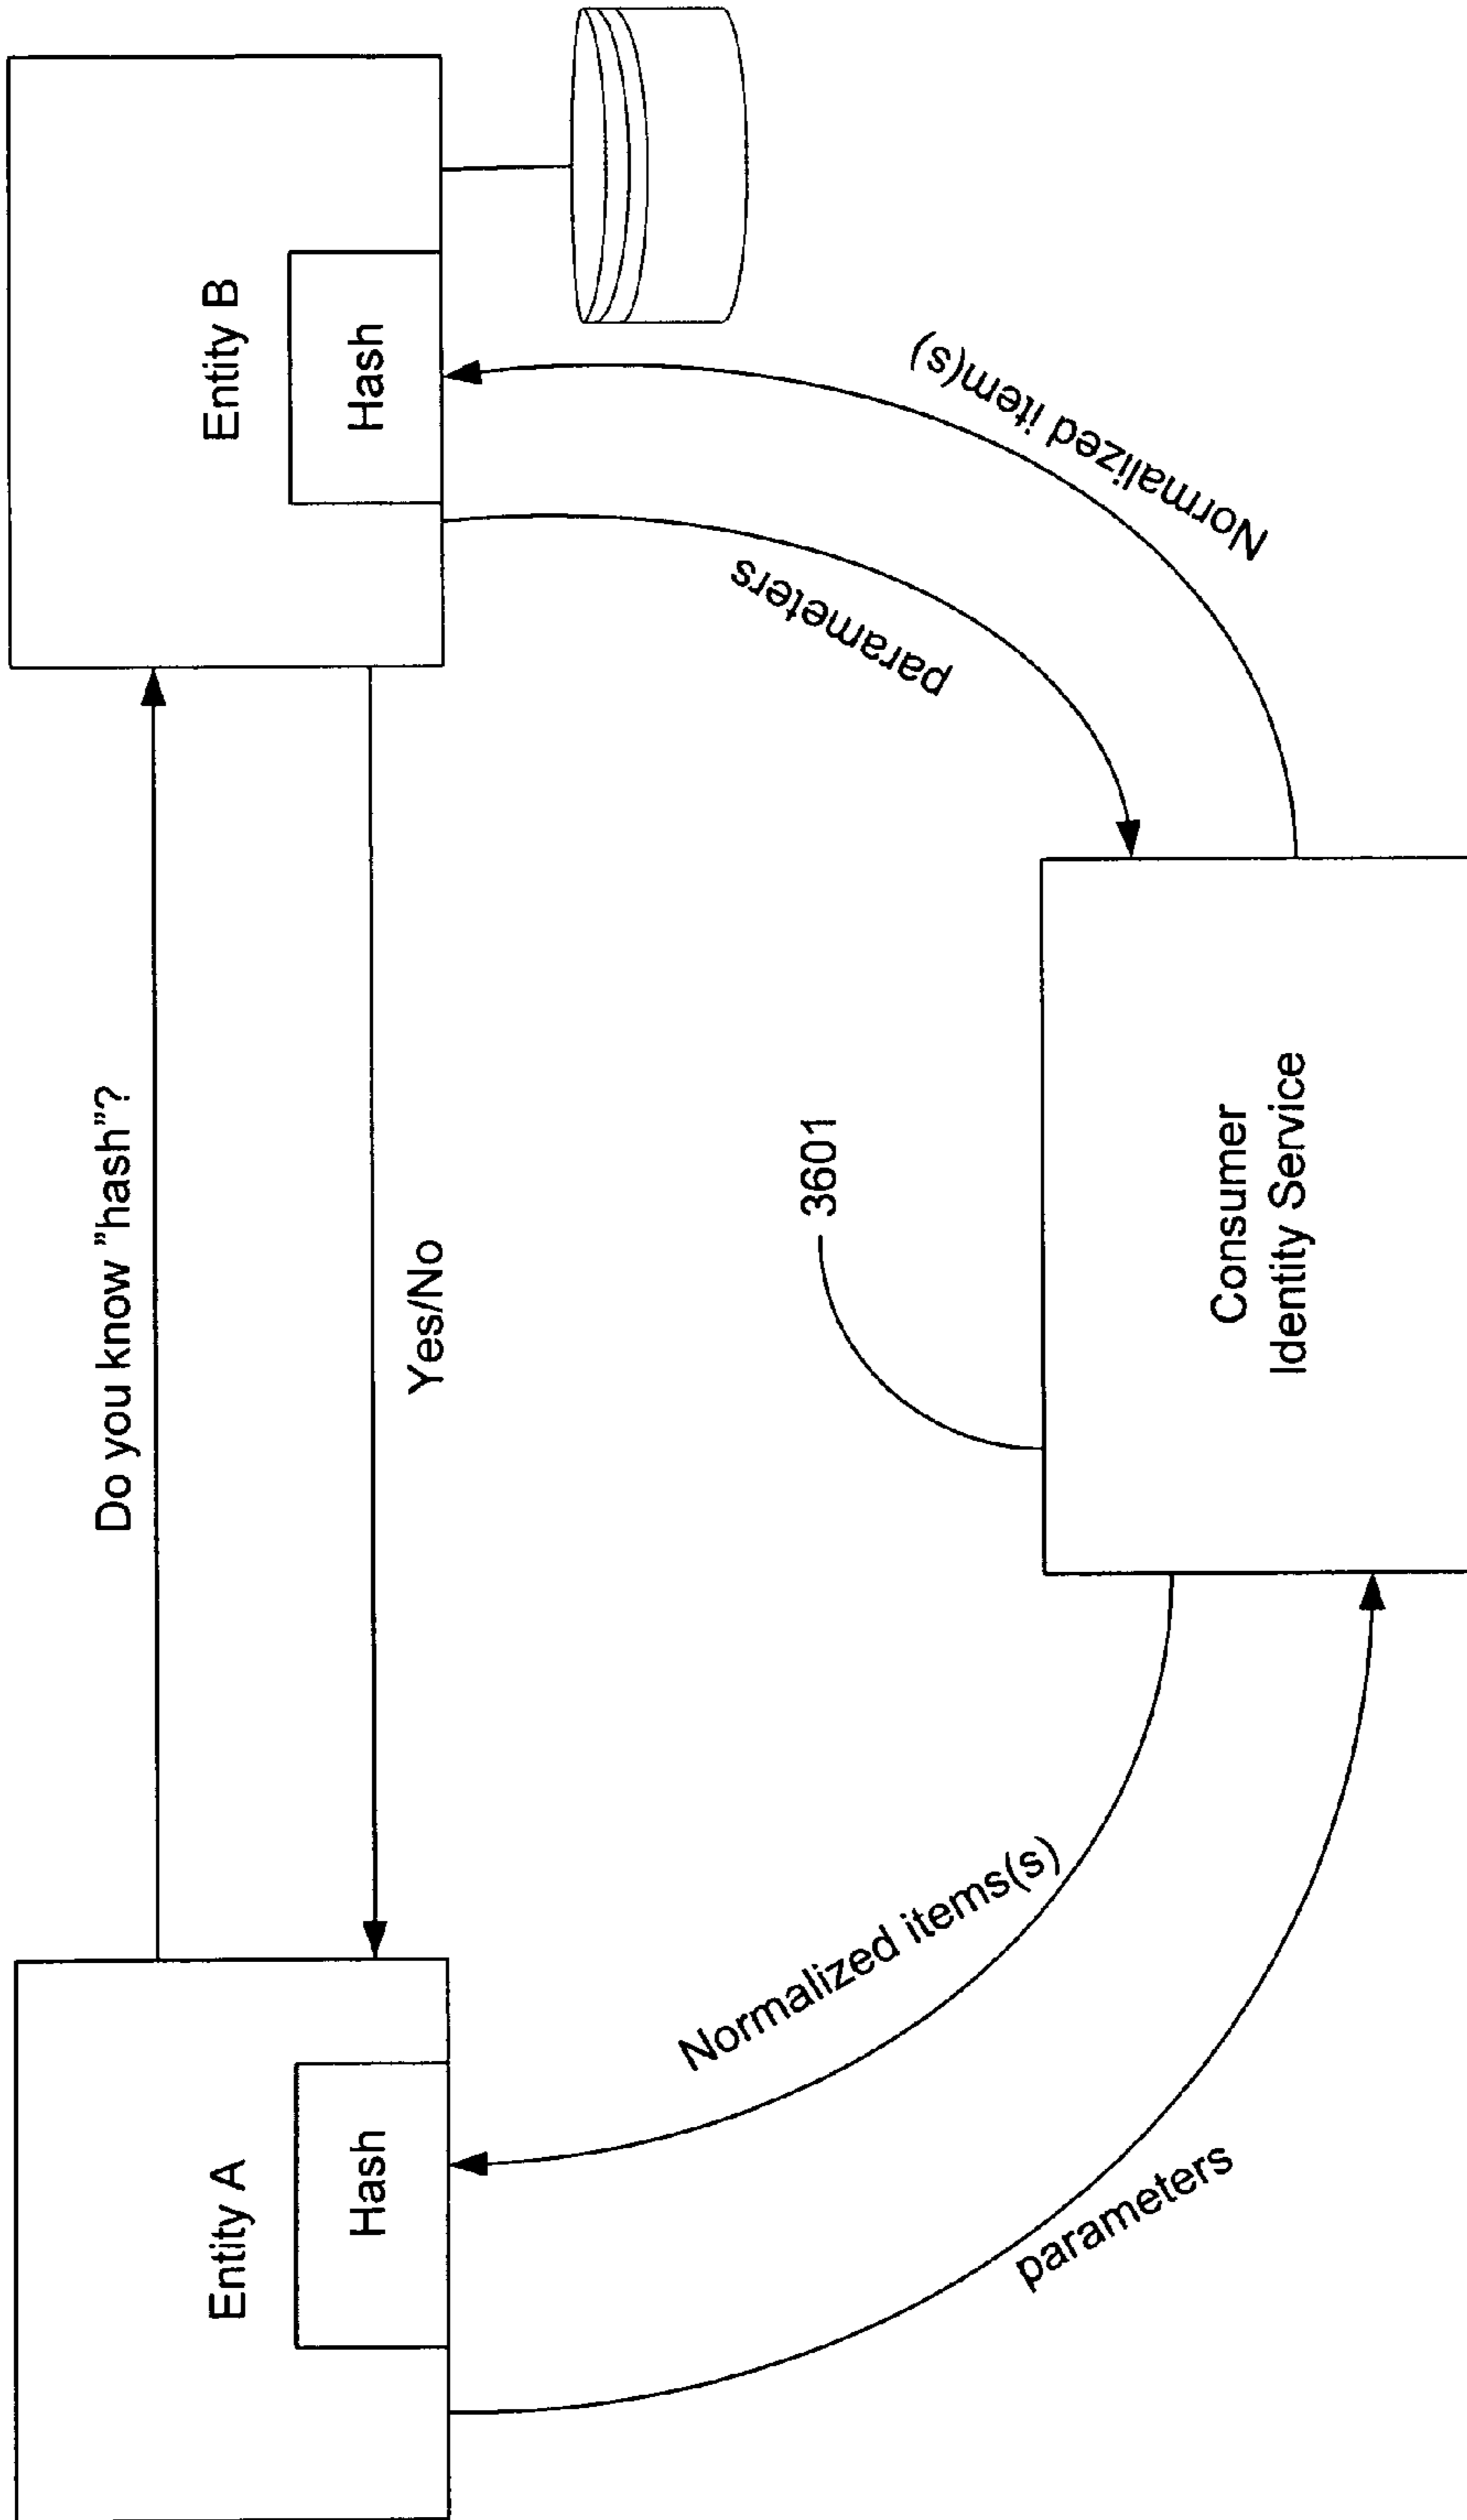 Do you know "hash"?
Entity A
Hash
Yes/No
Entity B
Hash
Normalized items(s)
parameters
3601
parameters
Normalized item(s)
Consumer
Identity Service